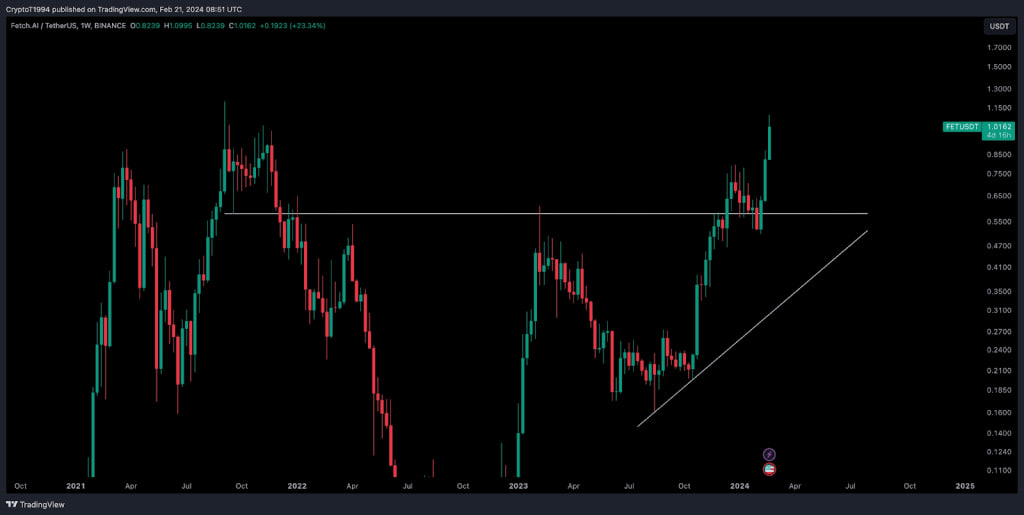 CryptoT1994 published on TradingView.com, Feb 21, 2024 08:51 UTC
Fetch.AI / TetherUS, 1W, BINANCE O0.8239 H1.0995 L0.8239 C1.0162 +0.1923 (+23.34%)
USDT
1.7000
1.5000
1.3000
1.1500
FETUSDT 1.0162
4d 15h
0.8500
0.7500
0.6500
0.5500
0.4700
0.4100
0.3500
0.3100
0.2700
0.2400
0.2100
0.1850
0.1600
0.1400
0.1240
0.1100
Oct 2021 Apr Jul Oct 2022 Apr Jul Oct 2023 Apr Jul Oct 2024 Apr Jul Oct 2025
TradingView